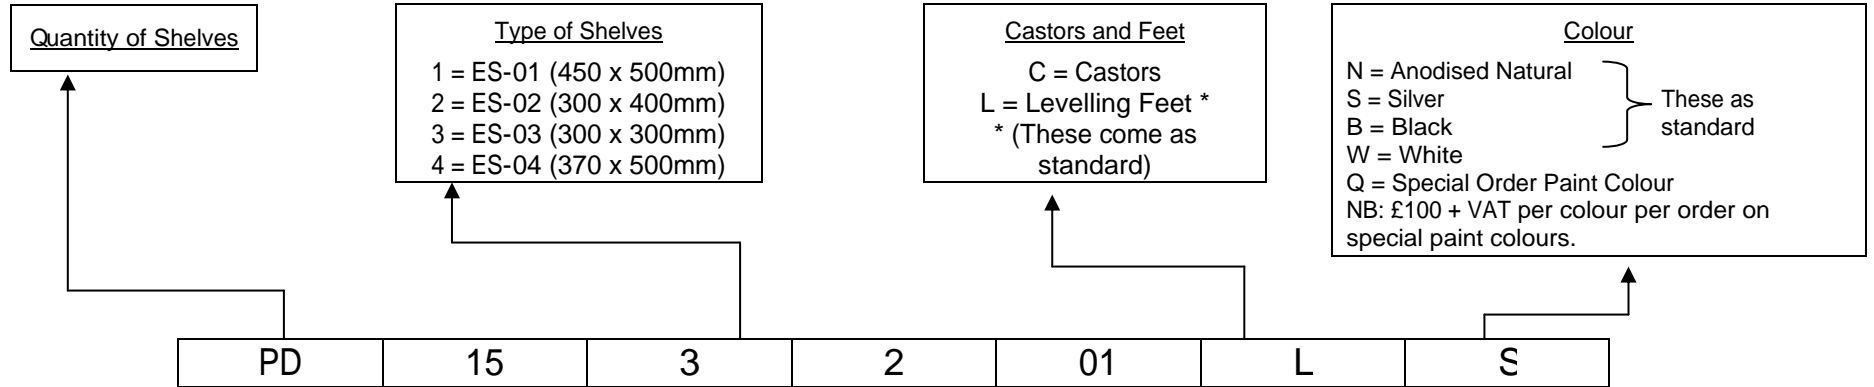 Quantity of Shelves
Type of Shelves
1 = ES-01 (450 x 500mm)
2 = ES-02 (300 x 400mm)
3 = ES-03 (300 x 300mm)
4 = ES-04 (370 x 500mm)
Castors and Feet
C = Castors
L = Levelling Feet *
* (These come as
standard)
Colour
N = Anodised Natural
S = Silver
B = Black
These as
standard
W = White
Q = Special Order Paint Colour
NB: £100 + VAT per colour per order on
special paint colours.
PD 15 3 2 01 L S